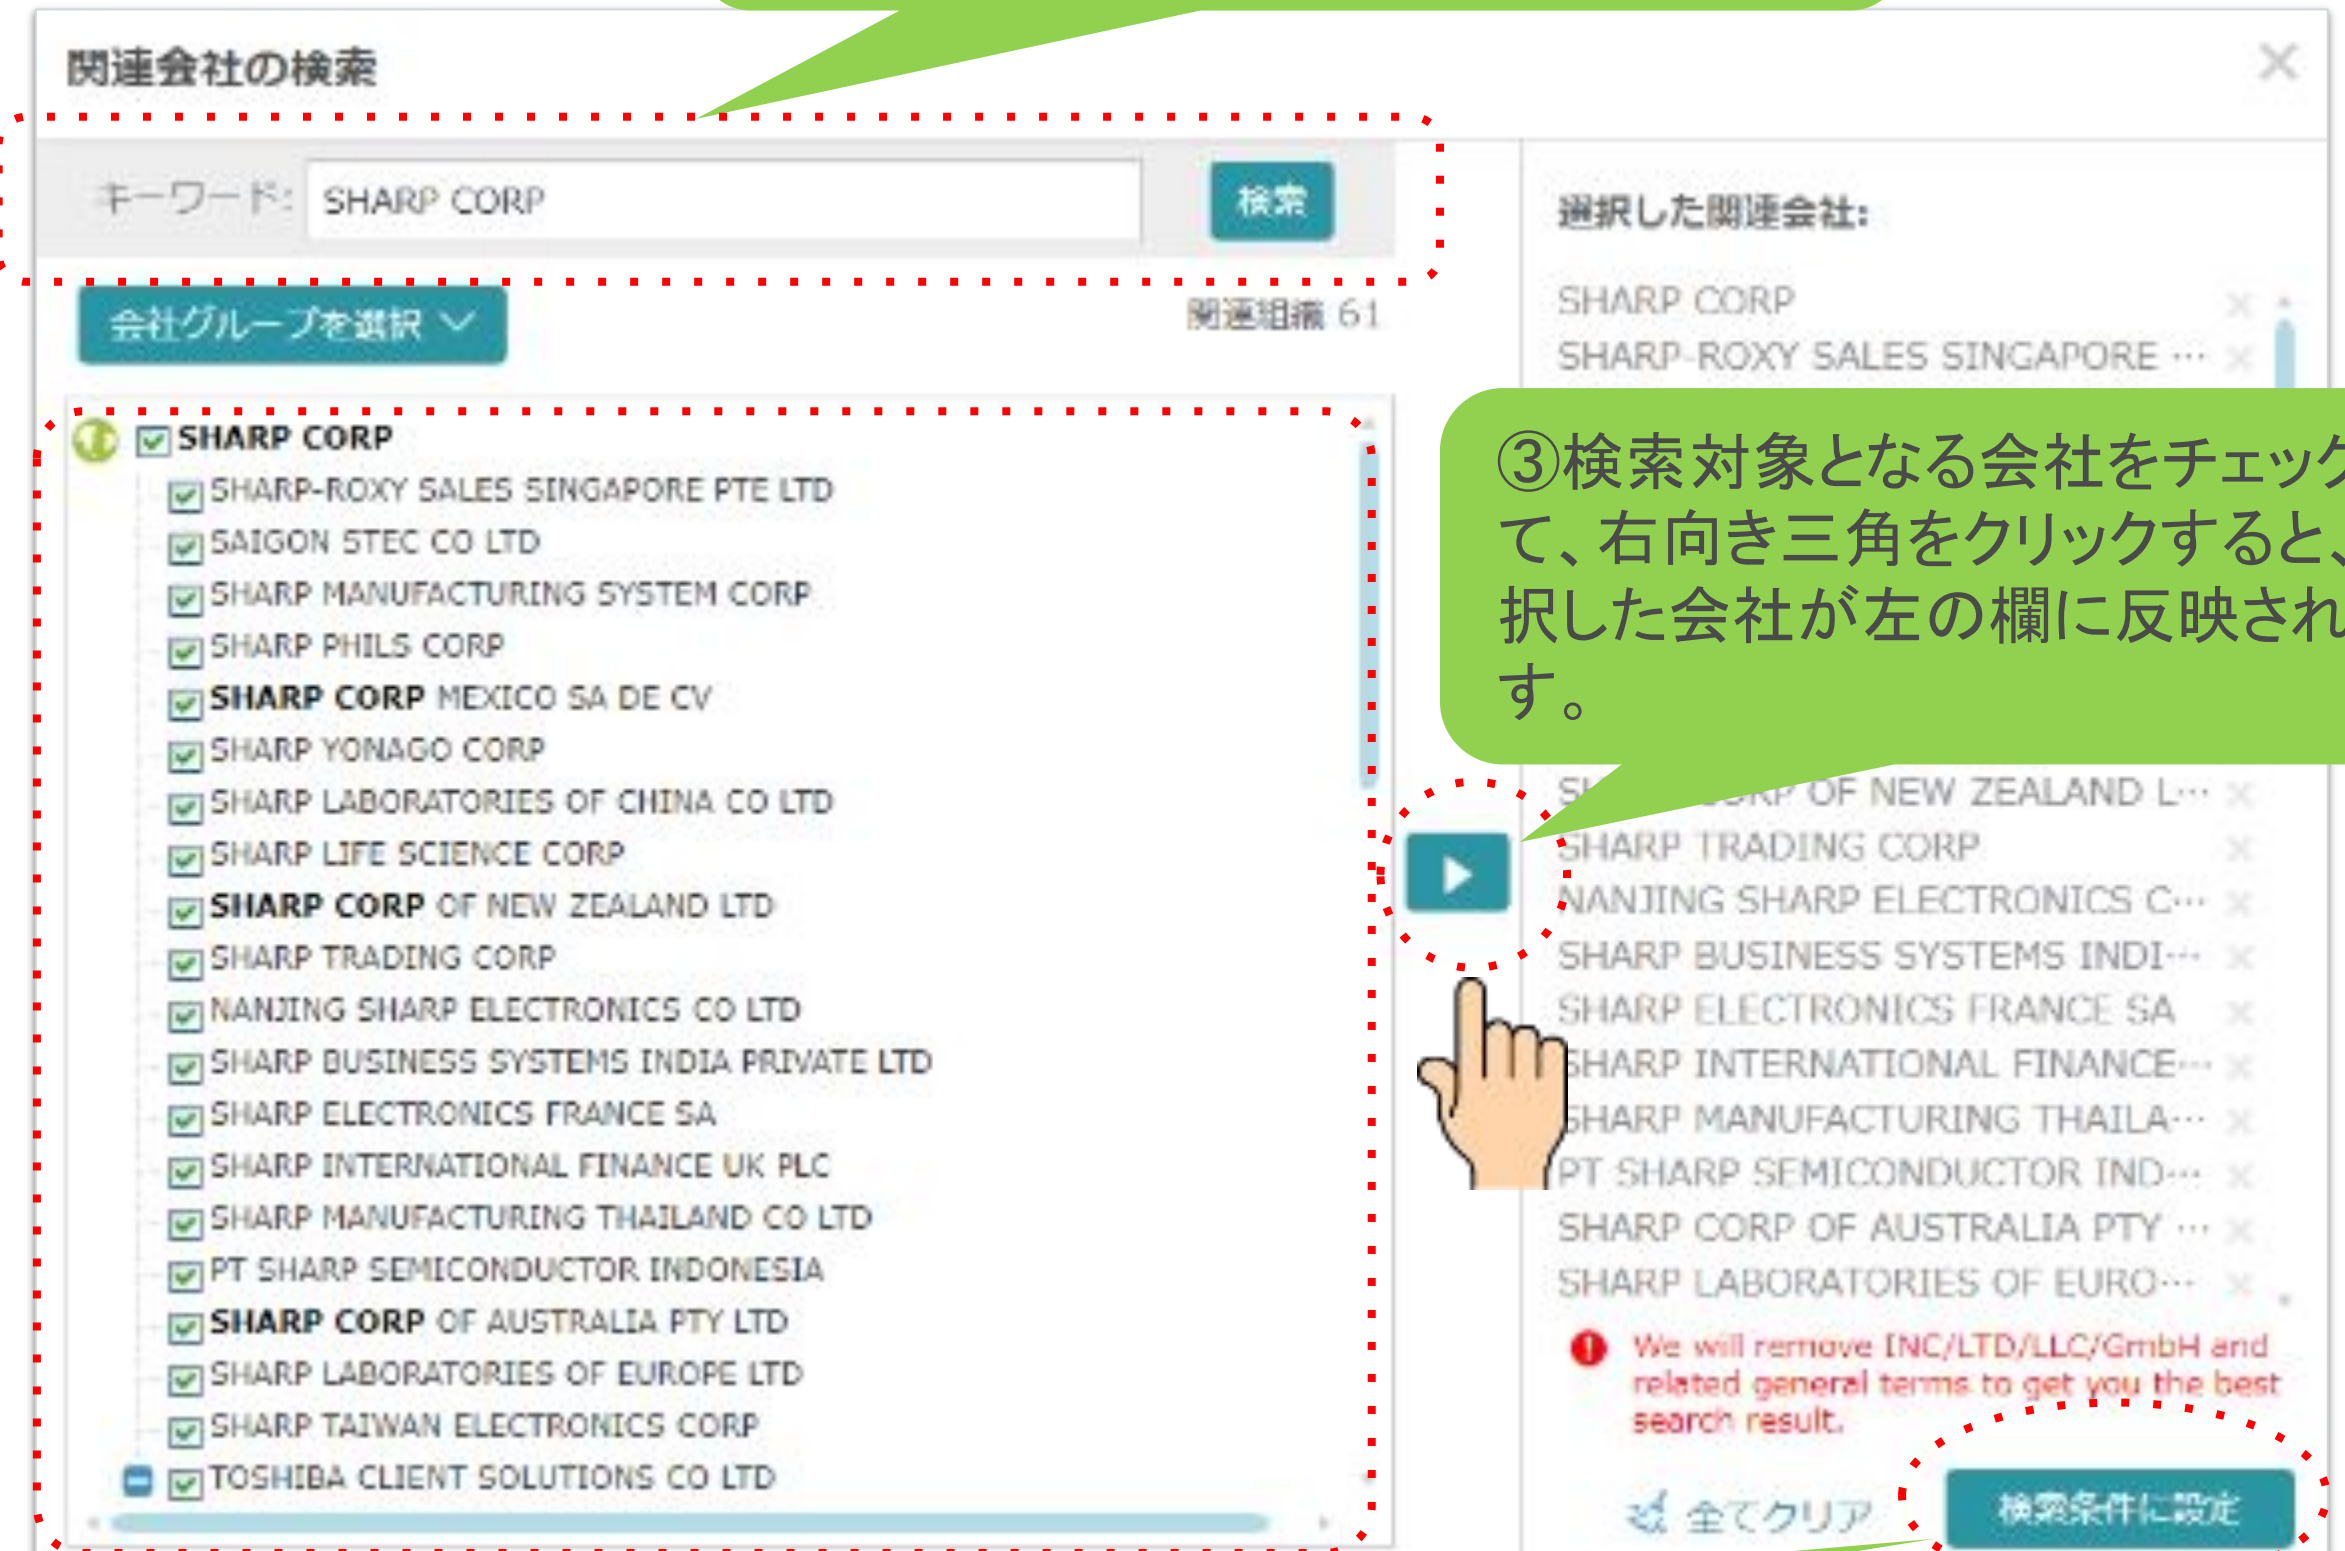 関連会社の検索
キーワード: SHARP CORP 検索
会社グループを選択
関連組織 61
SHARP CORP
SHARP-ROXY SALES SINGAPORE PTE LTD
SAIGON STEC CO LTD
SHARP MANUFACTURING SYSTEM CORP
SHARP PHILS CORP
SHARP CORP MEXICO SA DE CV
SHARP YONAGO CORP
SHARP LABORATORIES OF CHINA CO LTD
SHARP LIFE SCIENCE CORP
SHARP CORP OF NEW ZEALAND LTD
SHARP TRADING CORP
NANJING SHARP ELECTRONICS CO LTD
SHARP BUSINESS SYSTEMS INDIA PRIVATE LTD
SHARP ELECTRONICS FRANCE SA
SHARP INTERNATIONAL FINANCE UK PLC
SHARP MANUFACTURING THAILAND CO LTD
PT SHARP SEMICONDUCTOR INDONESIA
SHARP CORP OF AUSTRALIA PTY LTD
SHARP LABORATORIES OF EUROPE LTD
SHARP TAIWAN ELECTRONICS CORP
TOSHIBA CLIENT SOLUTIONS CO LTD
選択した関連会社:
SHARP CORP
SHARP-ROXY SALES SINGAPORE …
③検索対象となる会社をチェック
て、右向き三角をクリックすると、
択した会社が左の欄に反映され
す。
OF NEW ZEALAND L…
SHARP TRADING CORP
NANJING SHARP ELECTRONICS C…
SHARP BUSINESS SYSTEMS INDI…
SHARP ELECTRONICS FRANCE SA
SHARP INTERNATIONAL FINANCE…
SHARP MANUFACTURING THAILA…
PT SHARP SEMICONDUCTOR IND…
SHARP CORP OF AUSTRALIA PTY …
SHARP LABORATORIES OF EURO…
We will remove INC/LTD/LLC/GmbH and
related general terms to get you the best
search result.
全てクリア 検索条件に設定